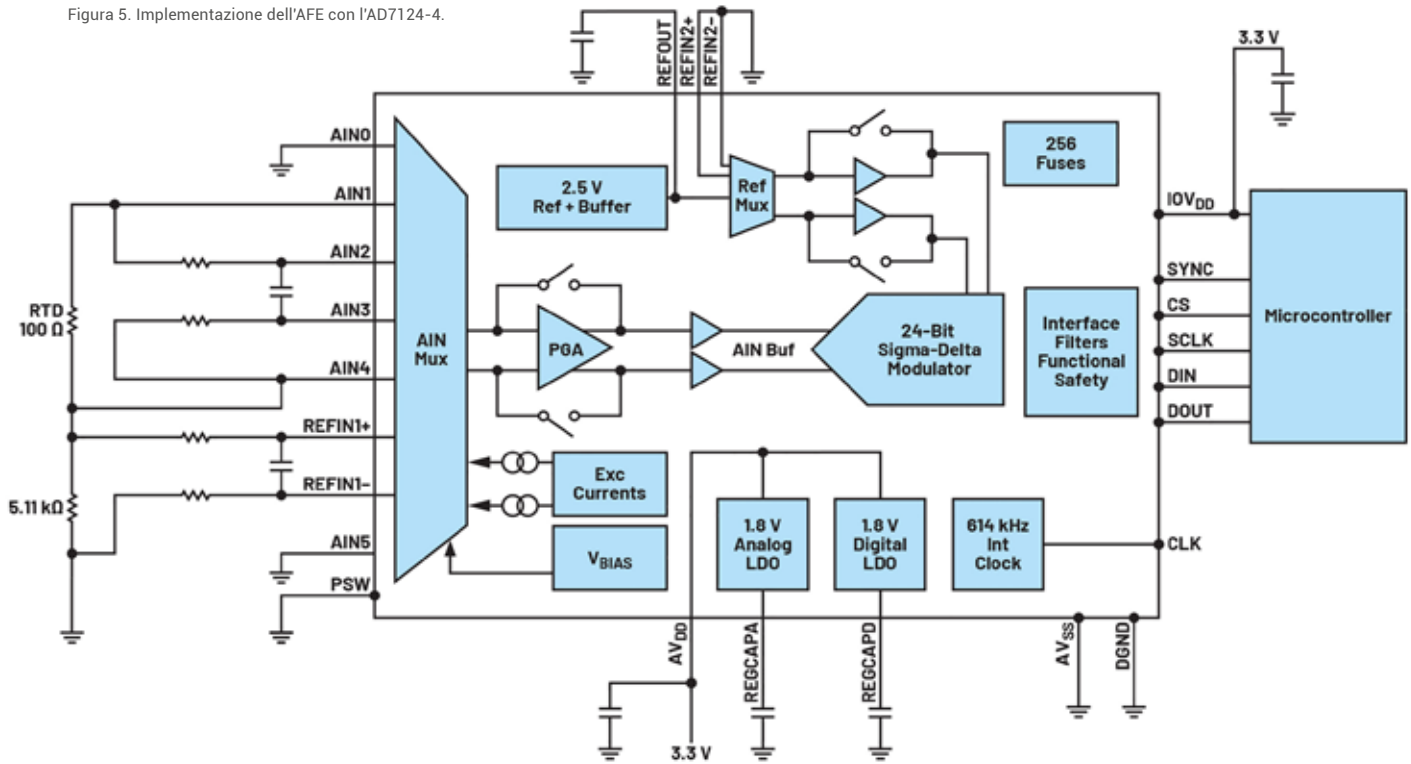 Figura 5. Implementazione dell'AFE con l'AD7124-4.
REFOUT
REFIN2+
REFIN2-
3.3 V
AIN0
AIN1
AIN2
AIN3
AIN4
REFIN1+
REFIN1-
AIN5
PSW
RTD
100 Ω
5.11 kΩ
AIN
Mux
2.5 V
Ref + Buffer
Ref
Mux
256
Fuses
PGA
AIN Buf
24-Bit
Sigma-Delta
Modulator
Interface
Filters
Functional
Safety
IOVDD
SYNC
CS
SCLK
DIN
DOUT
Microcontroller
Exc
Currents
VBIAS
1.8 V
Analog
LDO
1.8 V
Digital
LDO
614 kHz
Int
Clock
CLK
AVDD
REGCAPA
REGCAPD
AVSS
DGND
3.3 V